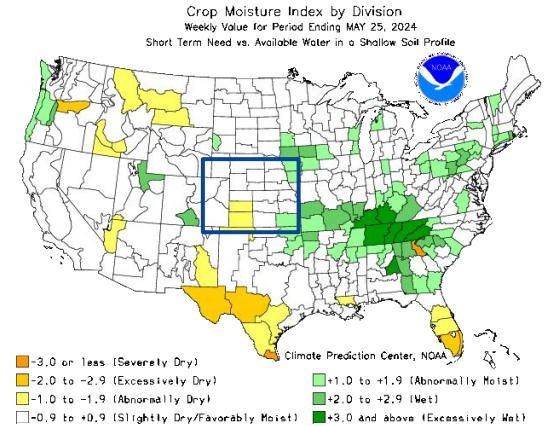 Crop Moisture Index by Division
Weekly Value for Period Ending MAY 25, 2024
Short Term Need vs. Available Water in a Shallow Soil Profile
NOAA
Climate Prediction Center, NOAA
-3.0 or less (Severely Dry)
-2.0 to -2.9 (Excessively Dry)
-1.0 to -1.9 (Abnormally Dry)
-0.9 to +0.9 (Slightly Dry/Favorably Moist)
+1.0 to +1.9 (Abnormally Moist)
+2.0 to +2.9 (Wet)
+3.0 and above (Excessively Wet)